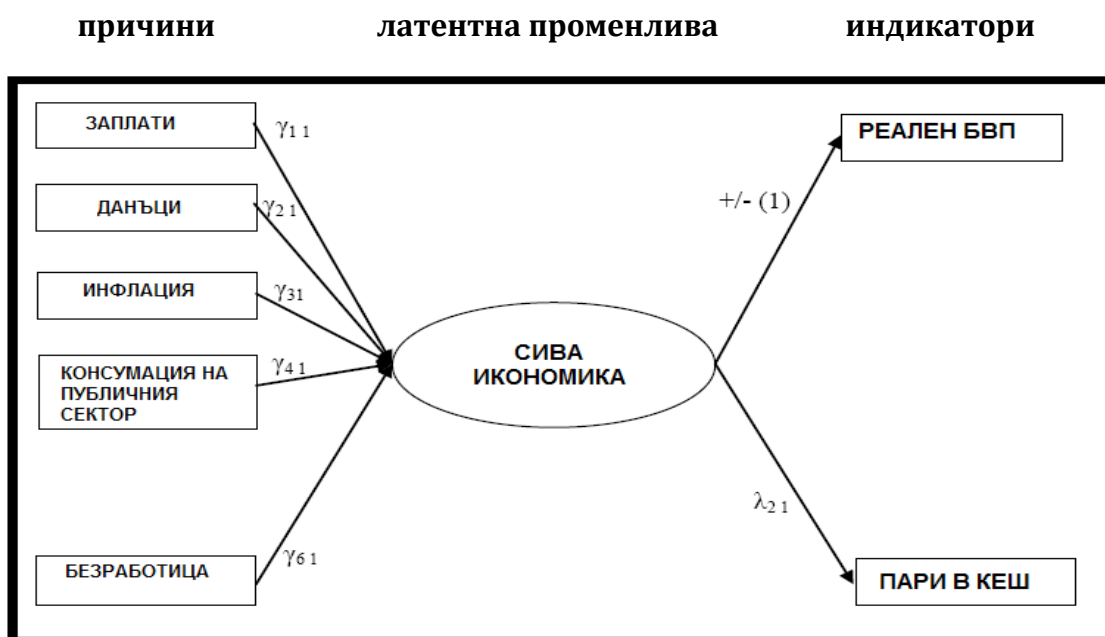 причини латентна променлива индикатори
ЗАПЛАТИ
γ1 1
РЕАЛЕН БВП
ДАНЪЦИ
γ2 1
+/- (1)
ИНФЛАЦИЯ
γ31
КОНСУМАЦИЯ НА
ПУБЛИЧНИЯ
СЕКТОР
γ4 1
СИВА
ИКОНОМИКА
λ2 1
БЕЗРАБОТИЦА
γ6 1
ПАРИ В КЕШ